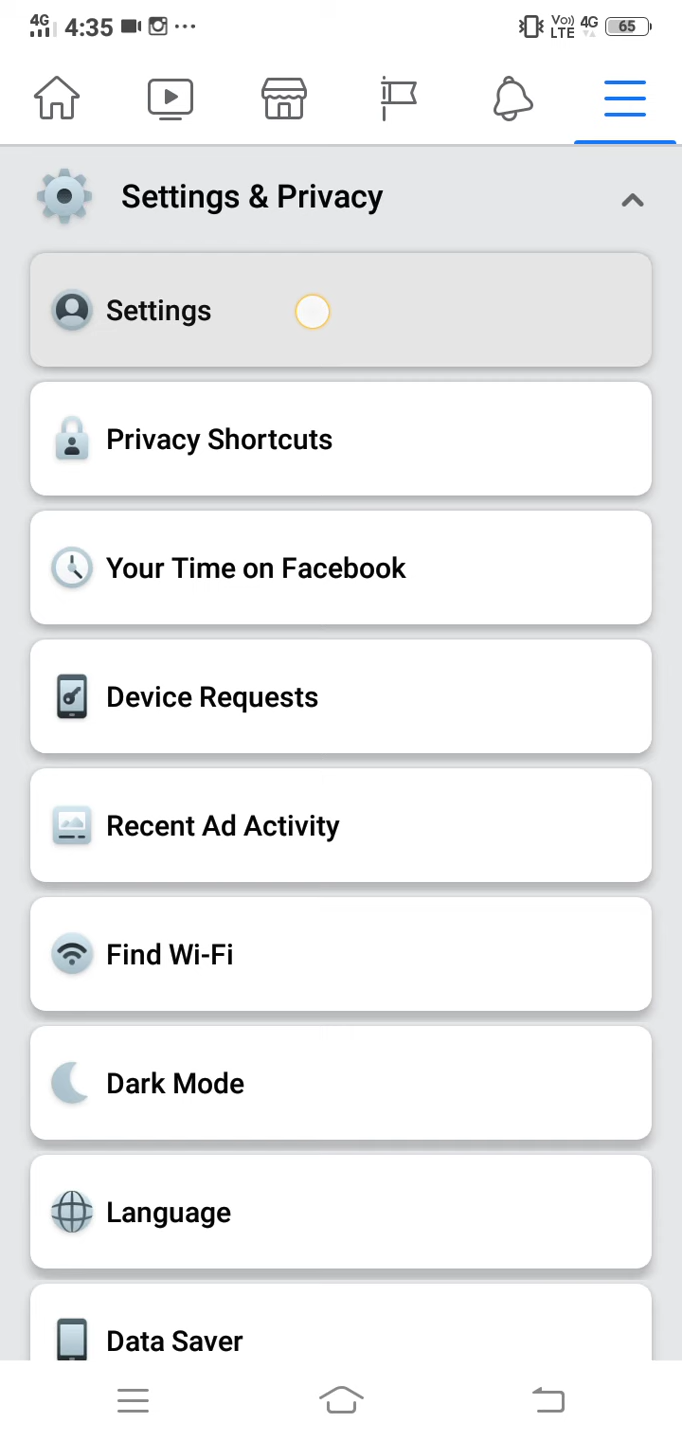 4G 4:35 ... Vo)) LTE 4G 65
Settings & Privacy
Settings
Privacy Shortcuts
Your Time on Facebook
Device Requests
Recent Ad Activity
Find Wi-Fi
Dark Mode
Language
Data Saver